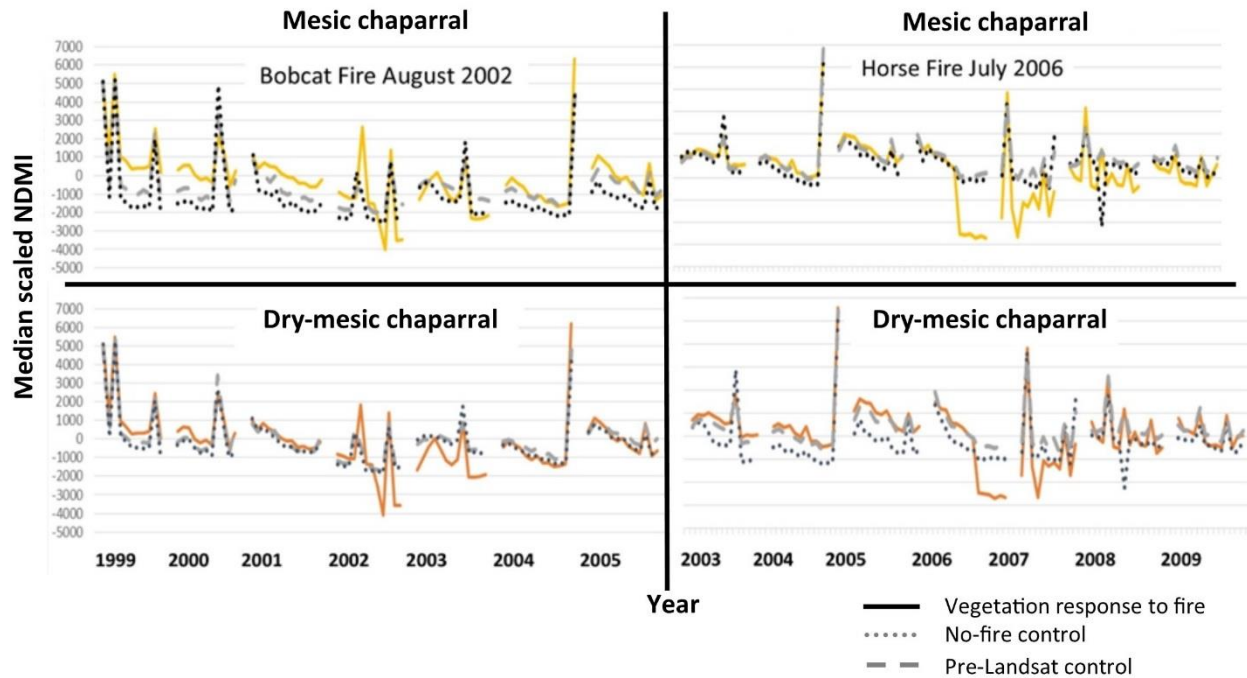 Mesic chaparral
Bobcat Fire August 2002
7000
6000
5000
4000
3000
2000
1000
0
-1000
-2000
-3000
-4000
-5000
Mesic chaparral
Horse Fire July 2006
Median scaled NDMI
Dry-mesic chaparral
7000
6000
5000
4000
3000
2000
1000
0
-1000
-2000
-3000
-4000
-5000
1999 2000 2001 2002 2003 2004 2005
Dry-mesic chaparral
2003 2004 2005 2006 2007 2008 2009
Year
Vegetation response to fire
No-fire control
Pre-Landsat control